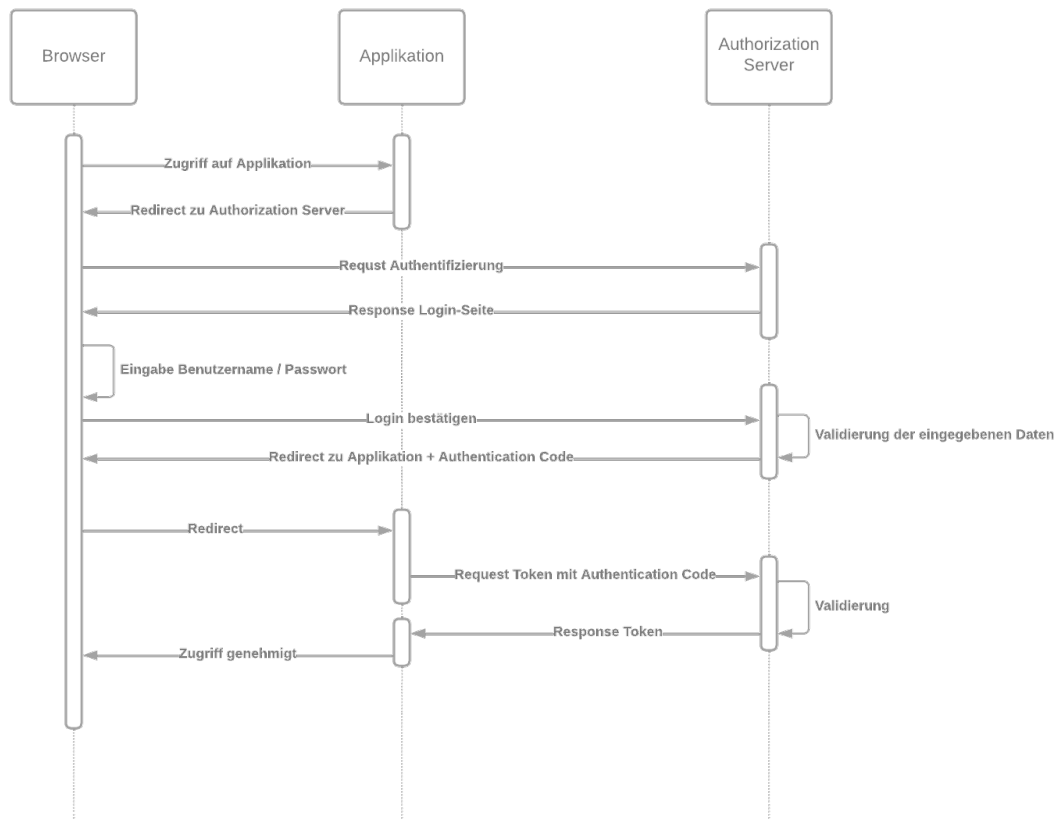 Browser
Applikation
Authorization
Server
Zugriff auf Applikation
Redirect zu Authorization Server
Requst Authentifizierung
Response Login-Seite
Eingabe Benutzername / Passwort
Login bestätigen
Validierung der eingegebenen Daten
Redirect zu Applikation + Authentication Code
Redirect
Request Token mit Authentication Code
Validierung
Response Token
Zugriff genehmigt